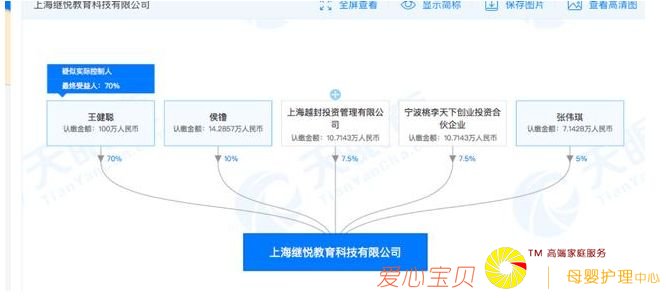 上海继悦教育科技有限公司
全屏查看
显示简称
保存图片
查看高清图
疑似实际控制人
最终受益人：70%
王健聪
认缴金额：100万人民币
侯镥
认缴金额：14.2857万人民币
上海越封投资管理有限公
司
认缴金额：10.7143万人民币
宁波桃李天下创业投资合
伙企业
认缴金额：10.7143万人民币
张伟琪
认缴金额：7.1428万人民币
70%
10%
7.5%
7.5%
5%
天眼查
TianYanCha.com
上海继悦教育科技有限公司
爱心宝贝
TM 高端家庭服务
母婴护理中心